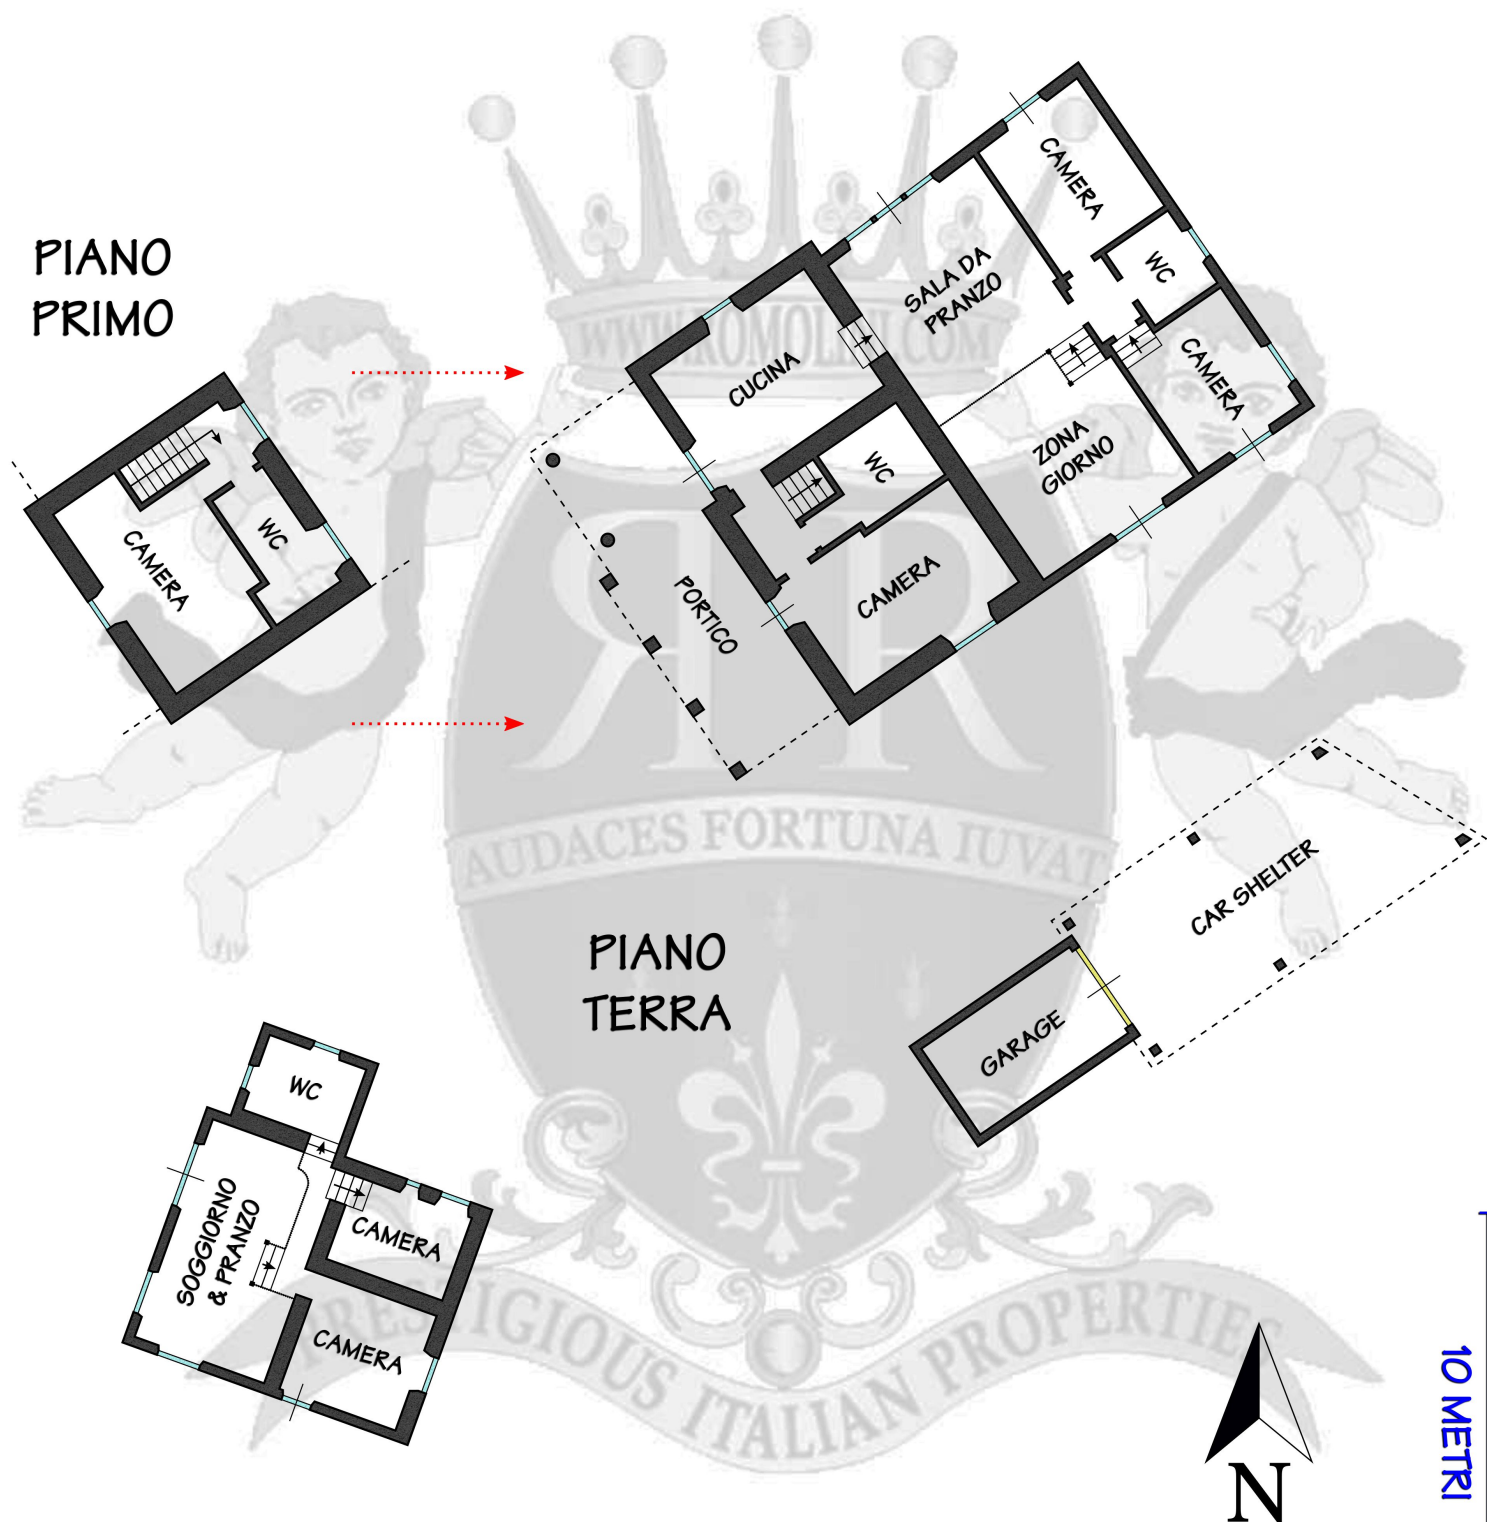 PIANO
PRIMO
CAMERA
WC
CAMERA
WC
SALA DA
PRANZO
CUCINA
CAMERA
ZONA
GIORNO
WC
CAMERA
PORTICO
WWW.ROMOLINI.COM
RR
AUDACES FORTUNA IUVAT
CAR SHELTER
GARAGE
PIANO
TERRA
WC
SOGGIORNO
& PRANZO
CAMERA
CAMERA
PRESTIGIOUS ITALIAN PROPERTIES
N
10 METRI